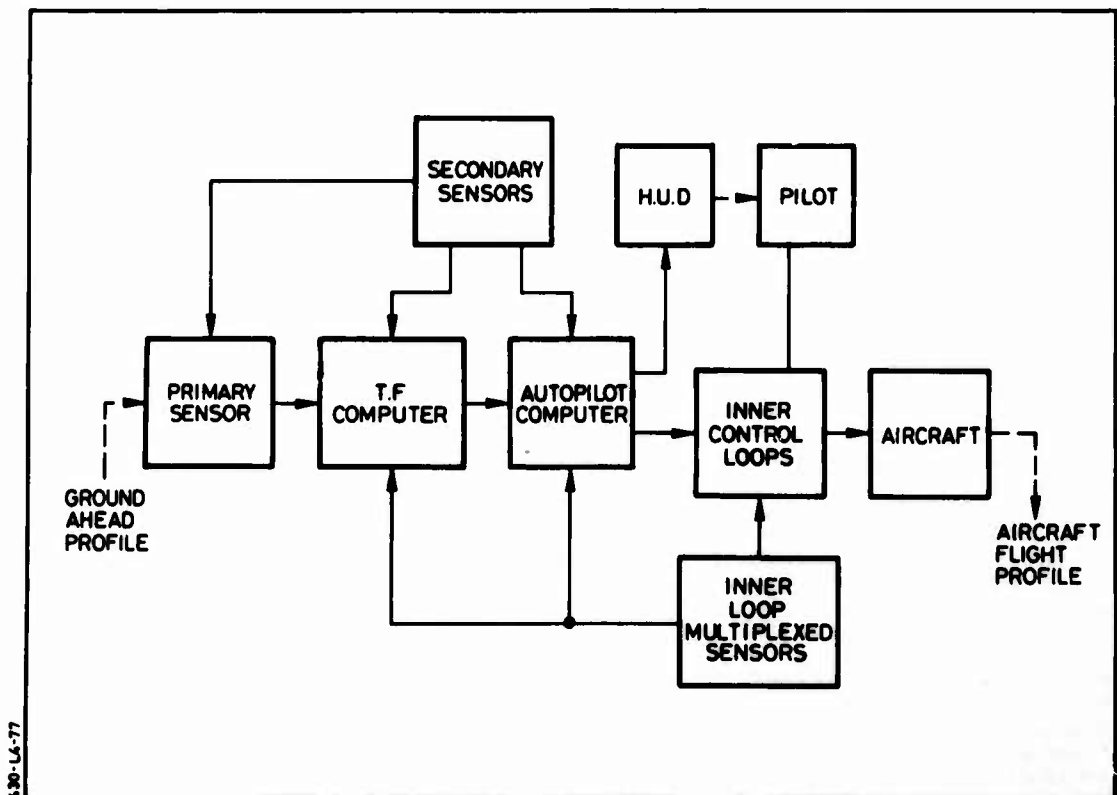 SECONDARY
SENSORS
H.U.D
PILOT
PRIMARY
SENSOR
T.F
COMPUTER
AUTOPILOT
COMPUTER
INNER
CONTROL
LOOPS
AIRCRAFT
GROUND
AHEAD
PROFILE
AIRCRAFT
FLIGHT
PROFILE
INNER
LOOP
MULTIPLEXED
SENSORS